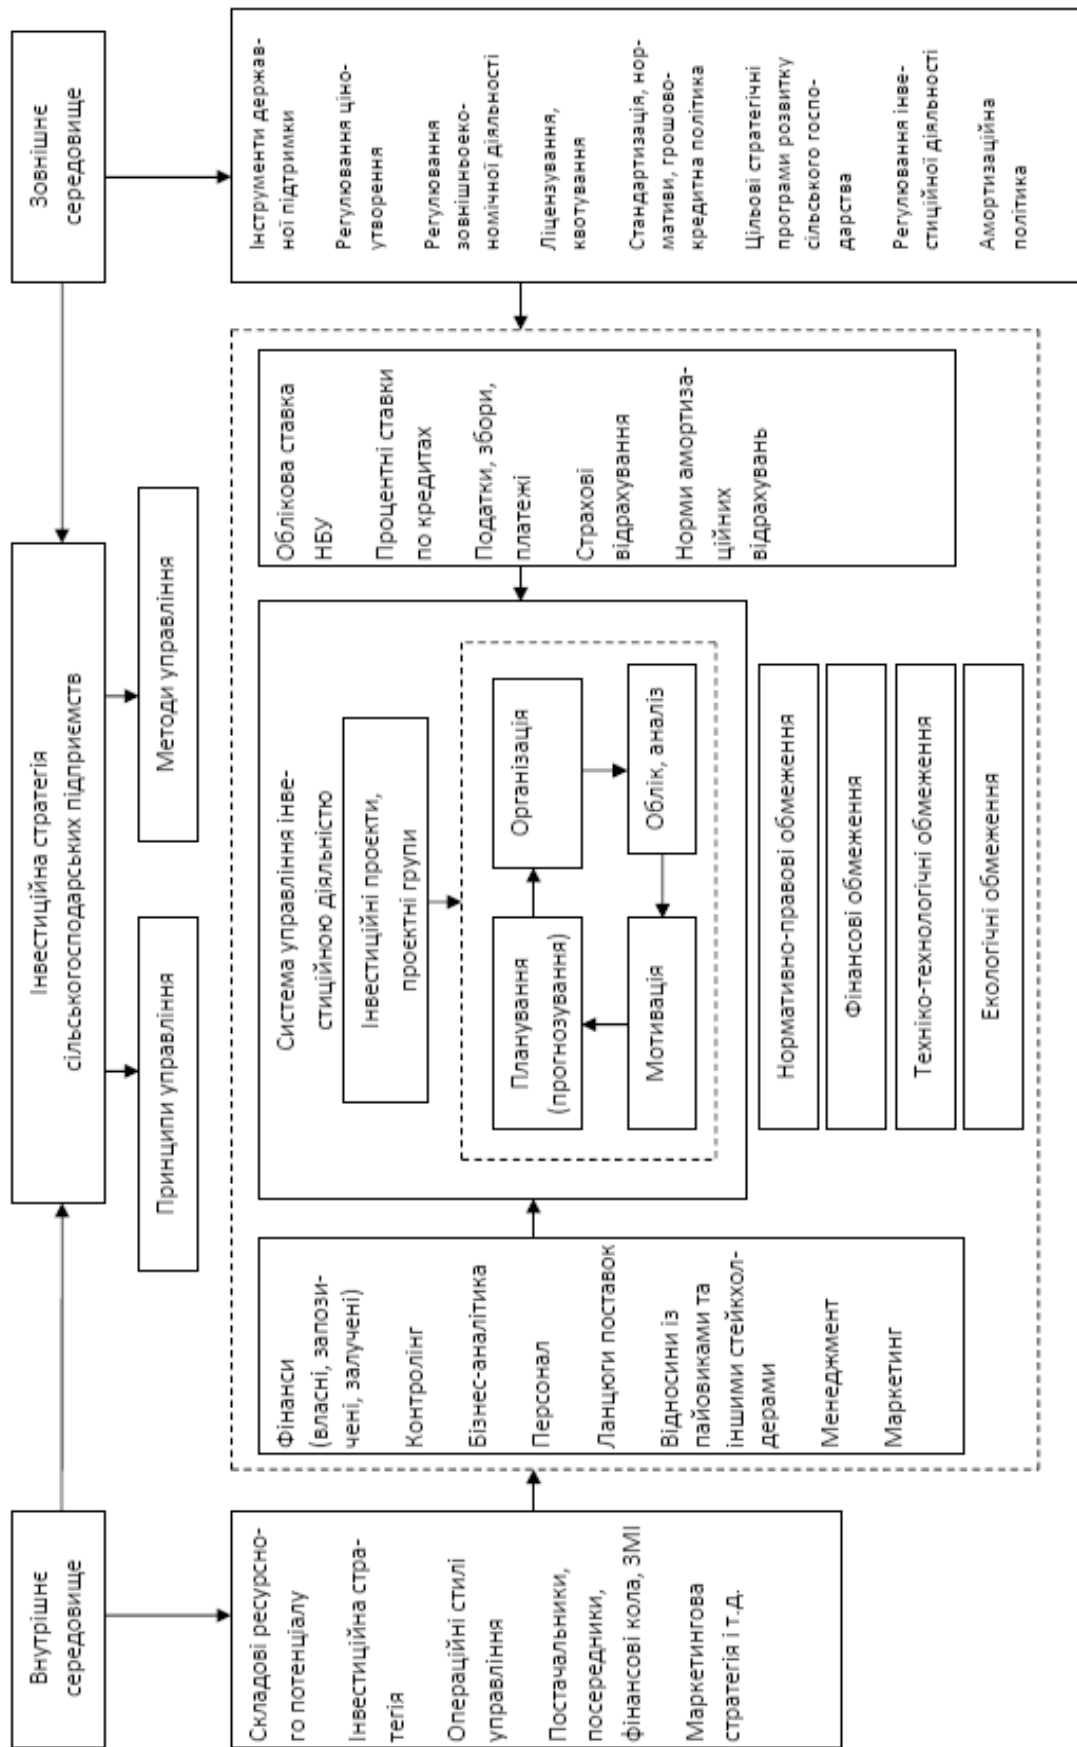 Внутрішнє
середовище
Інвестиційна стратегія
сільськогосподарських підприємств
Зовнішнє
середовище
Принципи управління
Методи управління
Складові ресурсно-
го потенціалу
Інвестиційна стра-
тегія
Операційні стилі
управління
Постачальники,
посередники,
фінансові кола, ЗМІ
Маркетингова
стратегія і т.д.
Фінанси
(власні, запози-
чені, залучені)
Контролінг
Бізнес-аналітика
Персонал
Ланцюги поставок
Відносини із
пайовиками та
іншими стейкхол-
дерами
Менеджмент
Маркетинг
Система управління інве-
стиційною діяльністю
Інвестиційні проєкти,
проєктні групи
Планування
(прогнозування)
Організація
Мотивація
Облік, аналіз
Нормативно-правові обмеження
Фінансові обмеження
Техніко-технологічні обмеження
Екологічні обмеження
Облікова ставка
НБУ
Процентні ставки
по кредитах
Податки, збори,
платежі
Страхові
відрахування
Норми амортиза-
ційних
відрахувань
Інструменти держав-
ної підтримки
Регулювання ціно-
утворення
Регулювання
зовнішньоеко-
номічної діяльності
Ліцензування,
квотування
Стандартизація, нор-
мативи, грошово-
кредитна політика
Цільові стратегічні
програми розвитку
сільського госпо-
дарства
Регулювання інве-
стиційної діяльності
Амортизаційна
політика